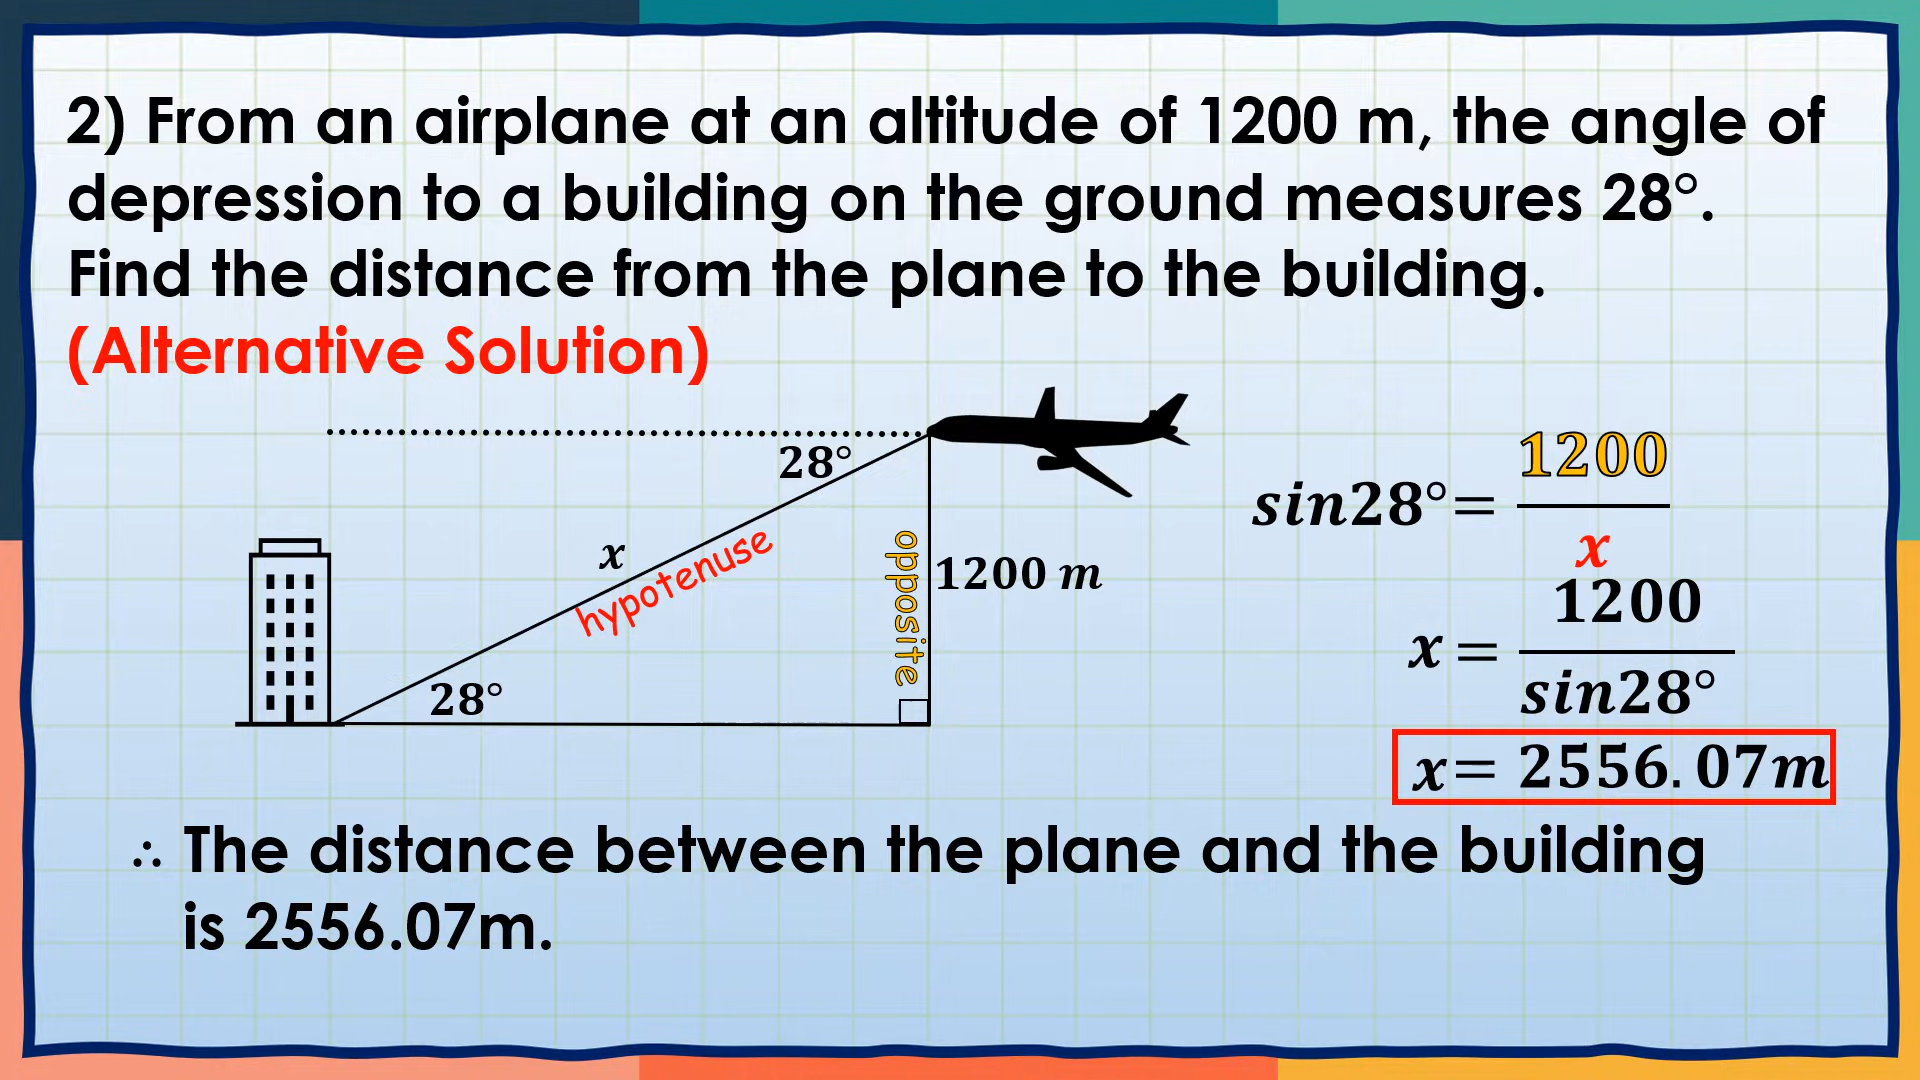 2) From an airplane at an altitude of 1200 m, the angle of
depression to a building on the ground measures 28°.
Find the distance from the plane to the building.
(Alternative Solution)
28°
x
hypotenuse
opposite
1200 m
28°
sin28°= 1200/x
x = 1200/sin28°
x= 2556.07m
∴ The distance between the plane and the building
is 2556.07m.